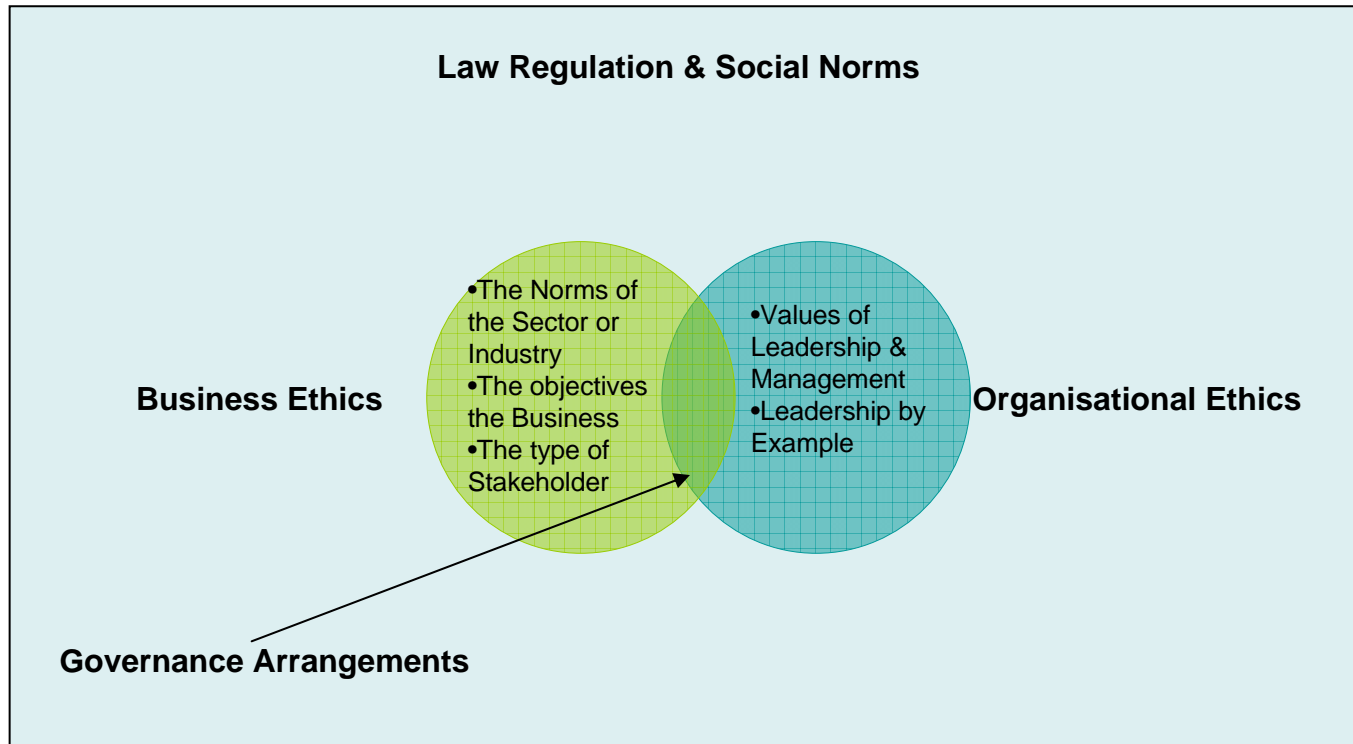 Law Regulation & Social Norms
Business Ethics
•The Norms of
the Sector or
Industry
•The objectives
the Business
•The type of
Stakeholder
•Values of
Leadership &
Management
•Leadership by
Example
Organisational Ethics
Governance Arrangements